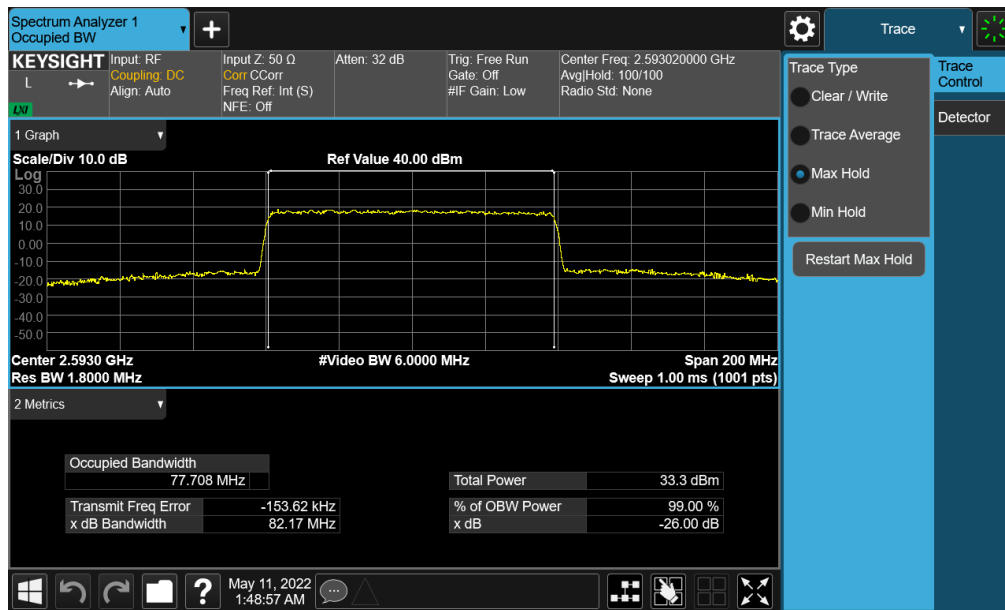 Spectrum Analyzer 1
Occupied BW
Trace
KEYSIGHT
L
LXI
Input: RF
Coupling: DC
Align: Auto
Input Z: 50 Ω
Corr CCorr
Freq Ref: Int (S)
NFE: Off
Atten: 32 dB
Trig: Free Run
Gate: Off
#IF Gain: Low
Center Freq: 2.593020000 GHz
Avg|Hold: 100/100
Radio Std: None
Trace Type
Clear / Write
Trace Average
Max Hold
Min Hold
Restart Max Hold
Trace
Control
Detector
1 Graph
Scale/Div 10.0 dB
Ref Value 40.00 dBm
Log
30.0
20.0
10.0
0.00
-10.0
-20.0
-30.0
-40.0
-50.0
Center 2.5930 GHz
#Video BW 6.0000 MHz
Span 200 MHz
Res BW 1.8000 MHz
Sweep 1.00 ms (1001 pts)
2 Metrics
Occupied Bandwidth
77.708 MHz
Transmit Freq Error -153.62 kHz
x dB Bandwidth 82.17 MHz
Total Power 33.3 dBm
% of OBW Power 99.00 %
x dB -26.00 dB
?
May 11, 2022
1:48:57 AM